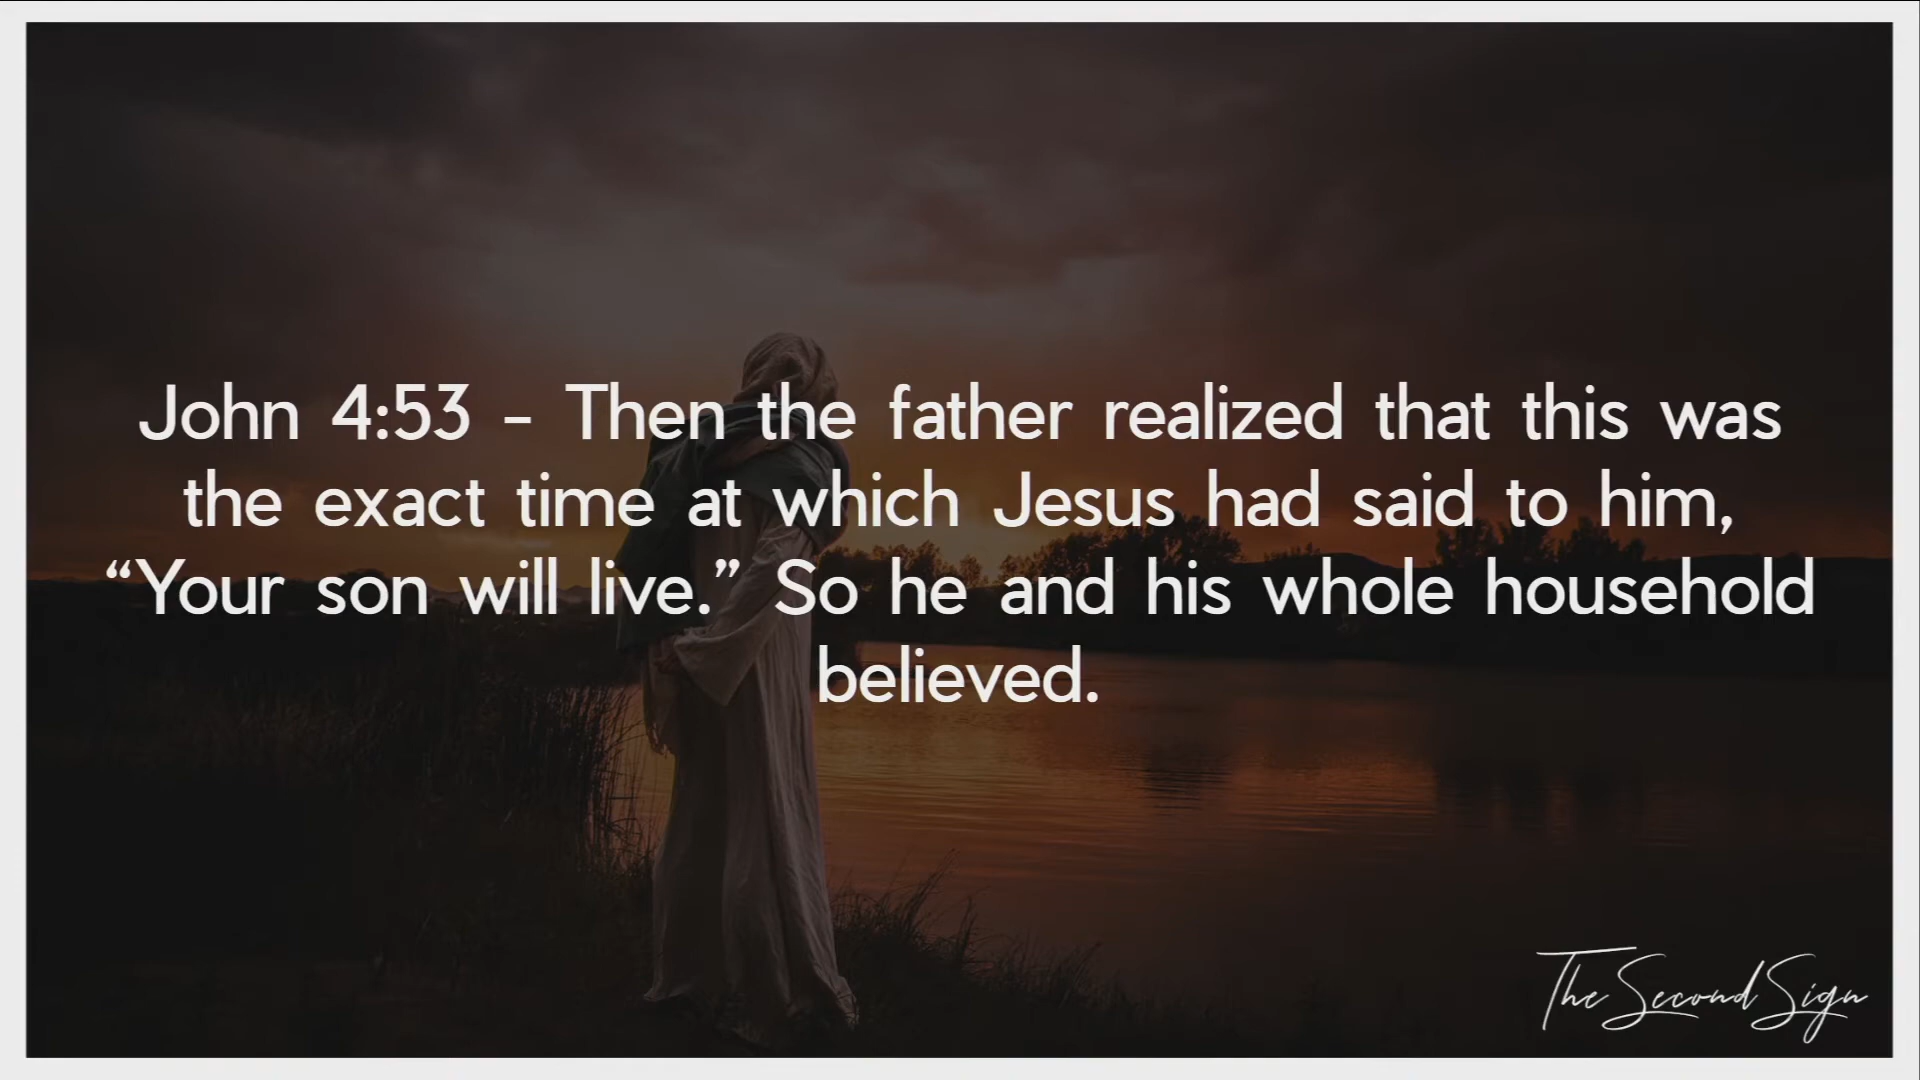 John 4:53 - Then the father realized that this was
the exact time at which Jesus had said to him,
“Your son will live.” So he and his whole household
believed.
The Second Sign